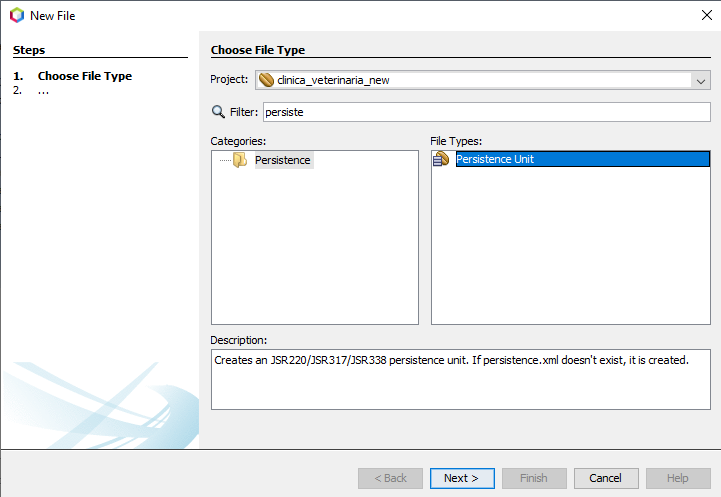 New File
Steps
1. Choose File Type
2. ...
Choose File Type
Project: clinica_veterinaria_new
Filter: persiste
Categories:
File Types:
Persistence
Persistence Unit
Description:
Creates an JSR220/JSR317/JSR338 persistence unit. If persistence.xml doesn't exist, it is created.
< Back
Next >
Finish
Cancel
Help